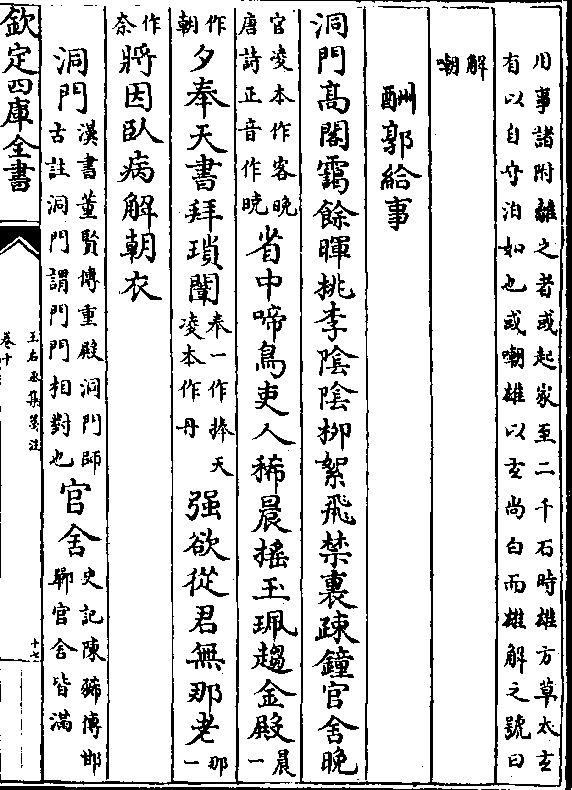 用事諸附離之者或起家至二千石時雄方草太玄
有以自守泊如也或嘲雄以玄尚白而雄解之號曰
解
嘲
酬郭給事
洞門高閣靄餘暉桃李陰陰栁絮飛禁裏疎鐘官舍晚
官凌本作客晚
唐詩正音作暁
省中啼鳥吏人稀晨搖玉珮趨金殿
晨一
作
朝
夕奉天書拜瑣闈
奉一作捧天
凌本作丹
强欲從君無那老
那一
作
奈
將因臥病解朝衣
洞門
漢書董賢傳重殿洞門師
古註洞門謂門門相對也
官舍
史記陳豨傳邯
鄲官舍皆滿
欽定四庫全書
王右丞集箋注
卷十
十七